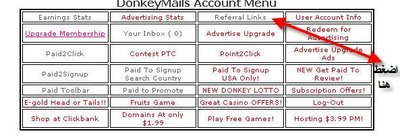 DonkeyMails Account Menu
Earnings Stats Advertising Stats Referral Links User Account Info
Upgrade Membership Your Inbox ( 0) Advertise Upgrade Redeem for Advertising
Paid2Click Contest PTC Point2Click Advertise Upgrade Ads
Paid2Signup Paid To Signup Search Country Paid To Signup USA Only! NEW Get Paid To Review!
Paid Toolbar Paid to Promote NEW DONKEY LOTTO Subscription Offers!
E-gold Head or Tails!! Fruits Game Great Casino OFFERS! Log-Out
Shop at Clickbank Domains At only $1.99 Play Free Games! Hosting $3.99 PM!
اضغط
هنا